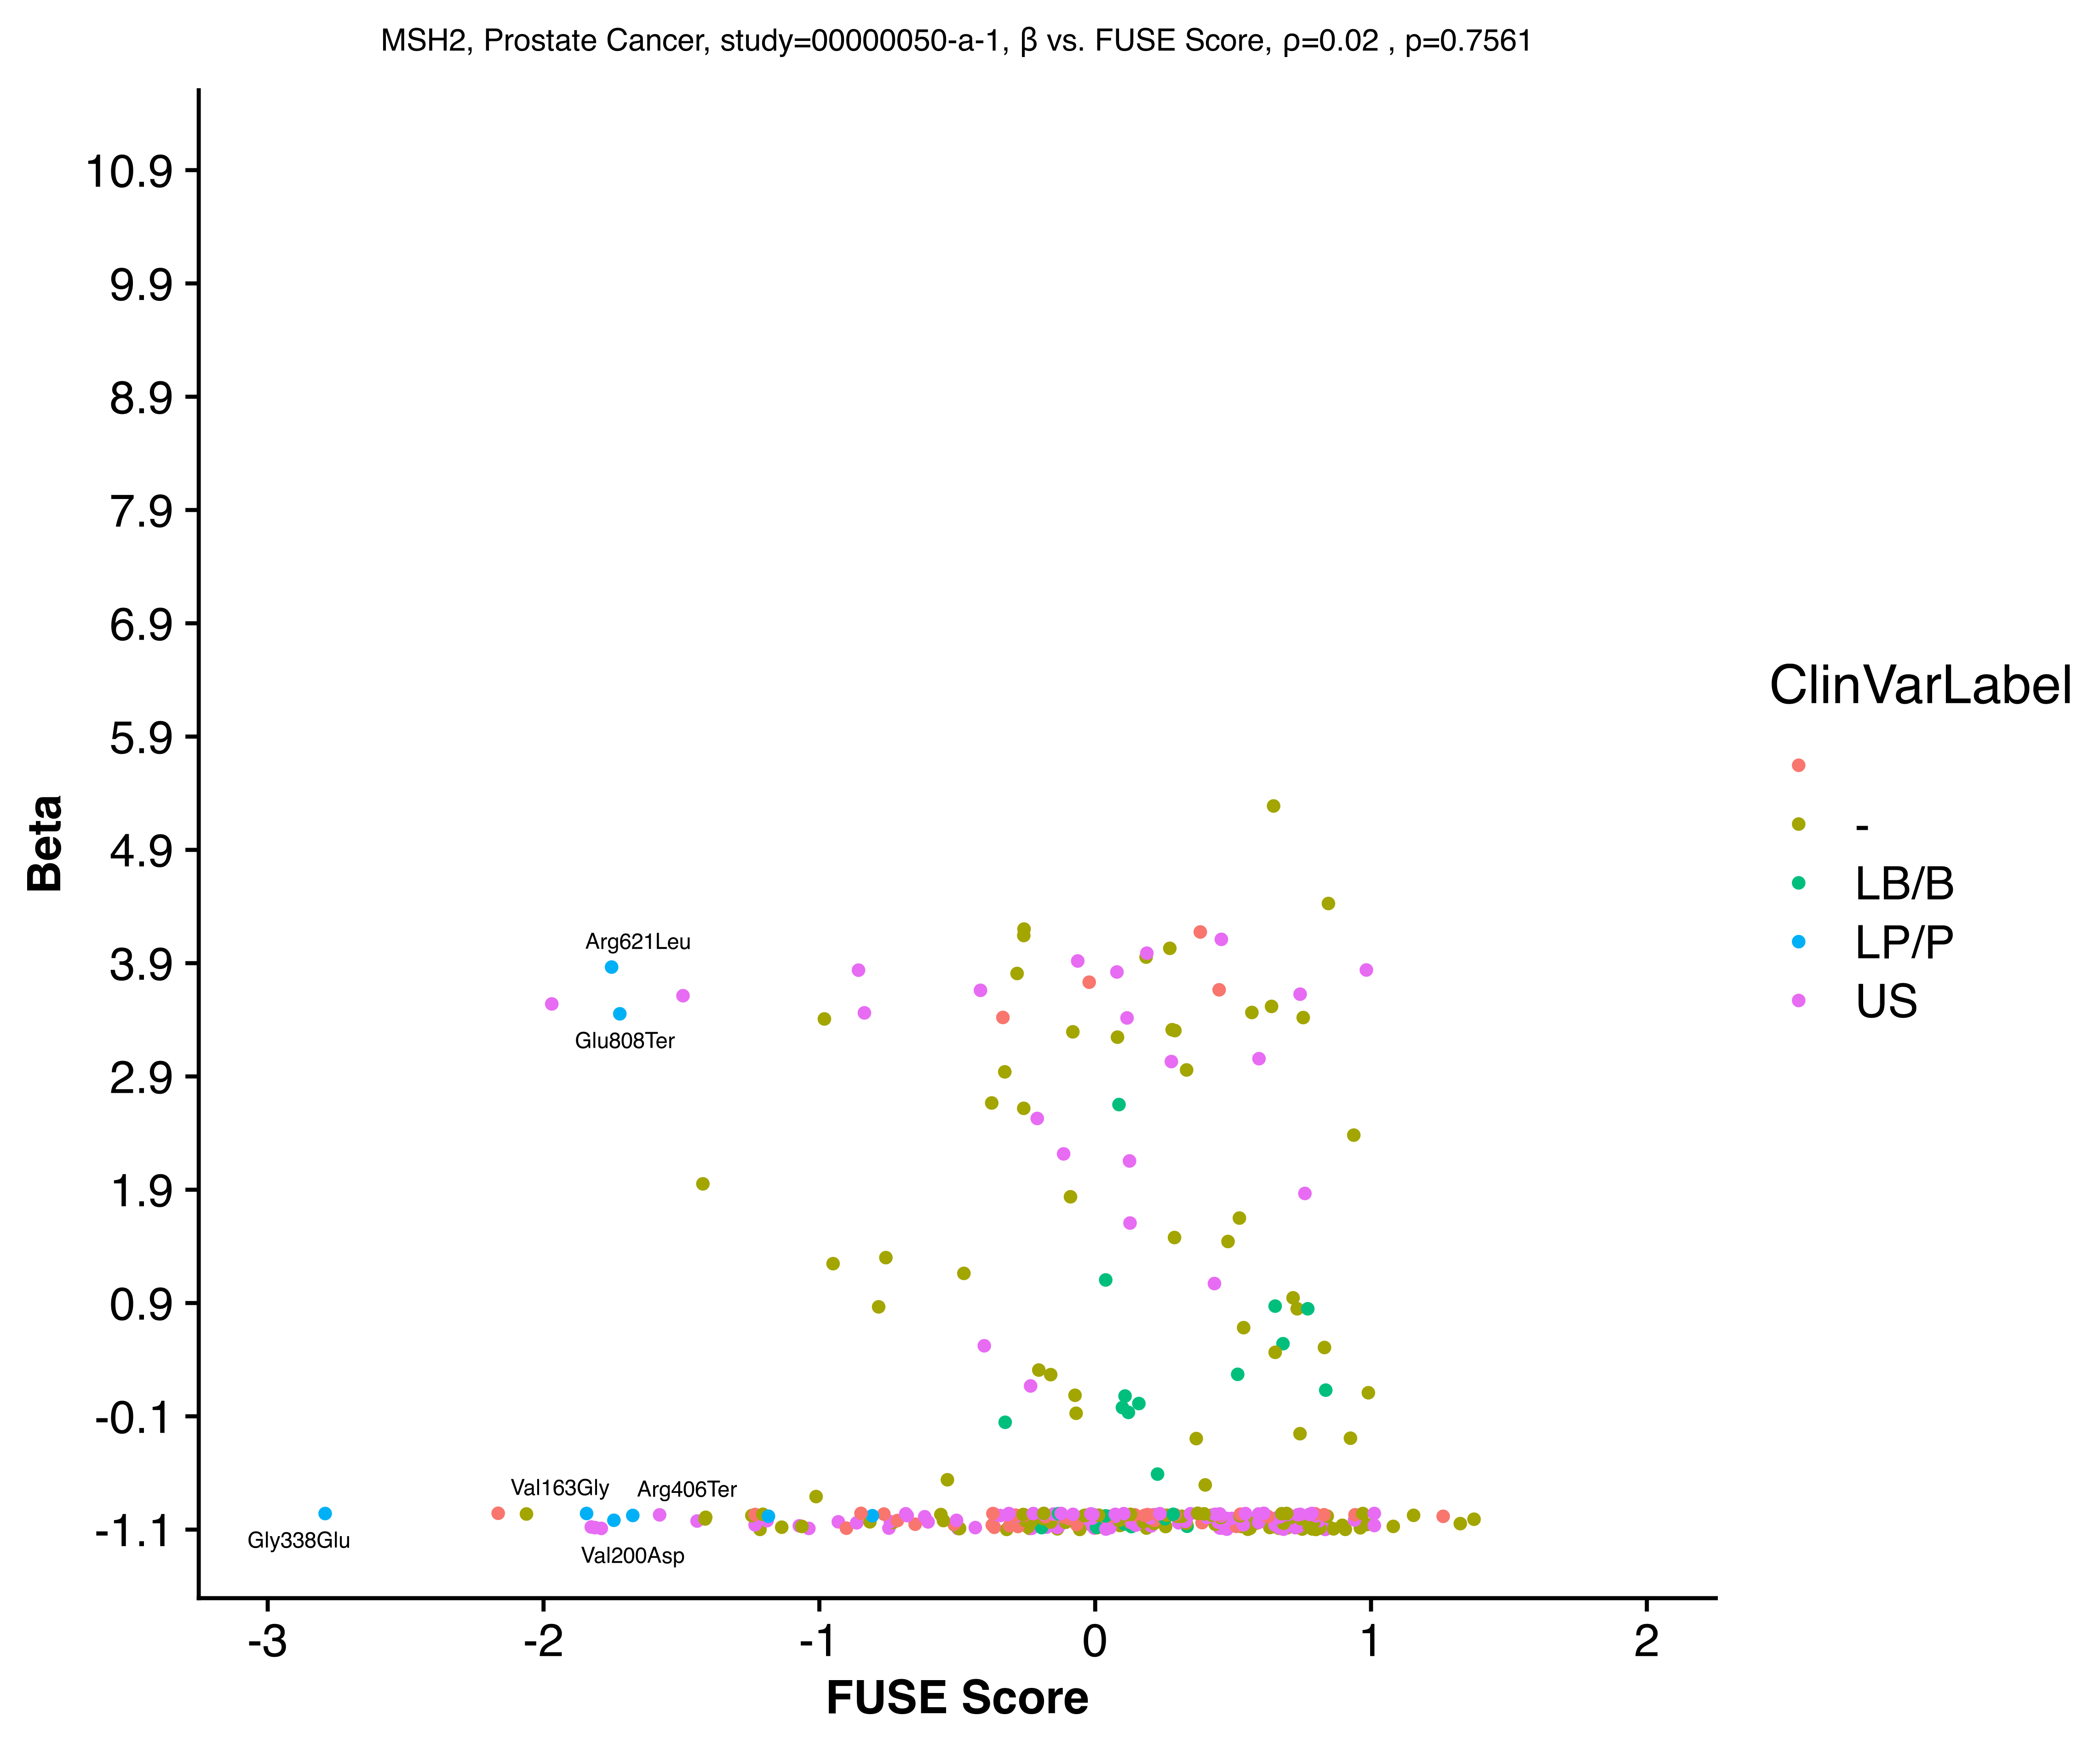 MSH2, Prostate Cancer, study=00000050-a-1, β vs. FUSE Score, ρ=0.02 , p=0.7561
10.9
9.9
8.9
7.9
6.9
5.9
4.9
3.9
2.9
1.9
0.9
-0.1
-1.1
Beta
Arg621Leu
Glu808Ter
Val163Gly
Arg406Ter
Gly338Glu
Val200Asp
-3
-2
-1
0
1
2
FUSE Score
ClinVarLabel
-
LB/B
LP/P
US